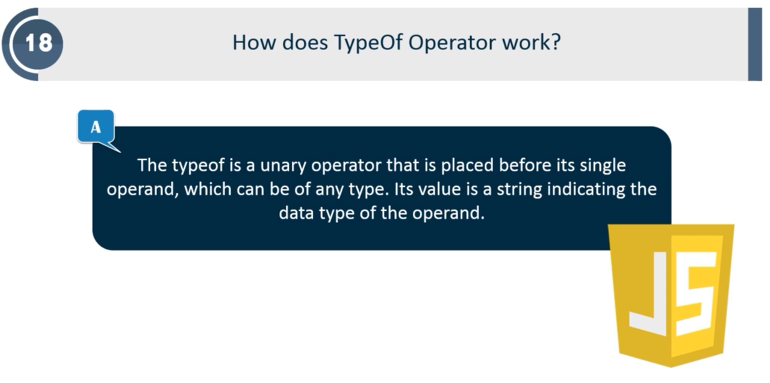 18
How does TypeOf Operator work?
A
The typeof is a unary operator that is placed before its single
operand, which can be of any type. Its value is a string indicating the
data type of the operand.
JS